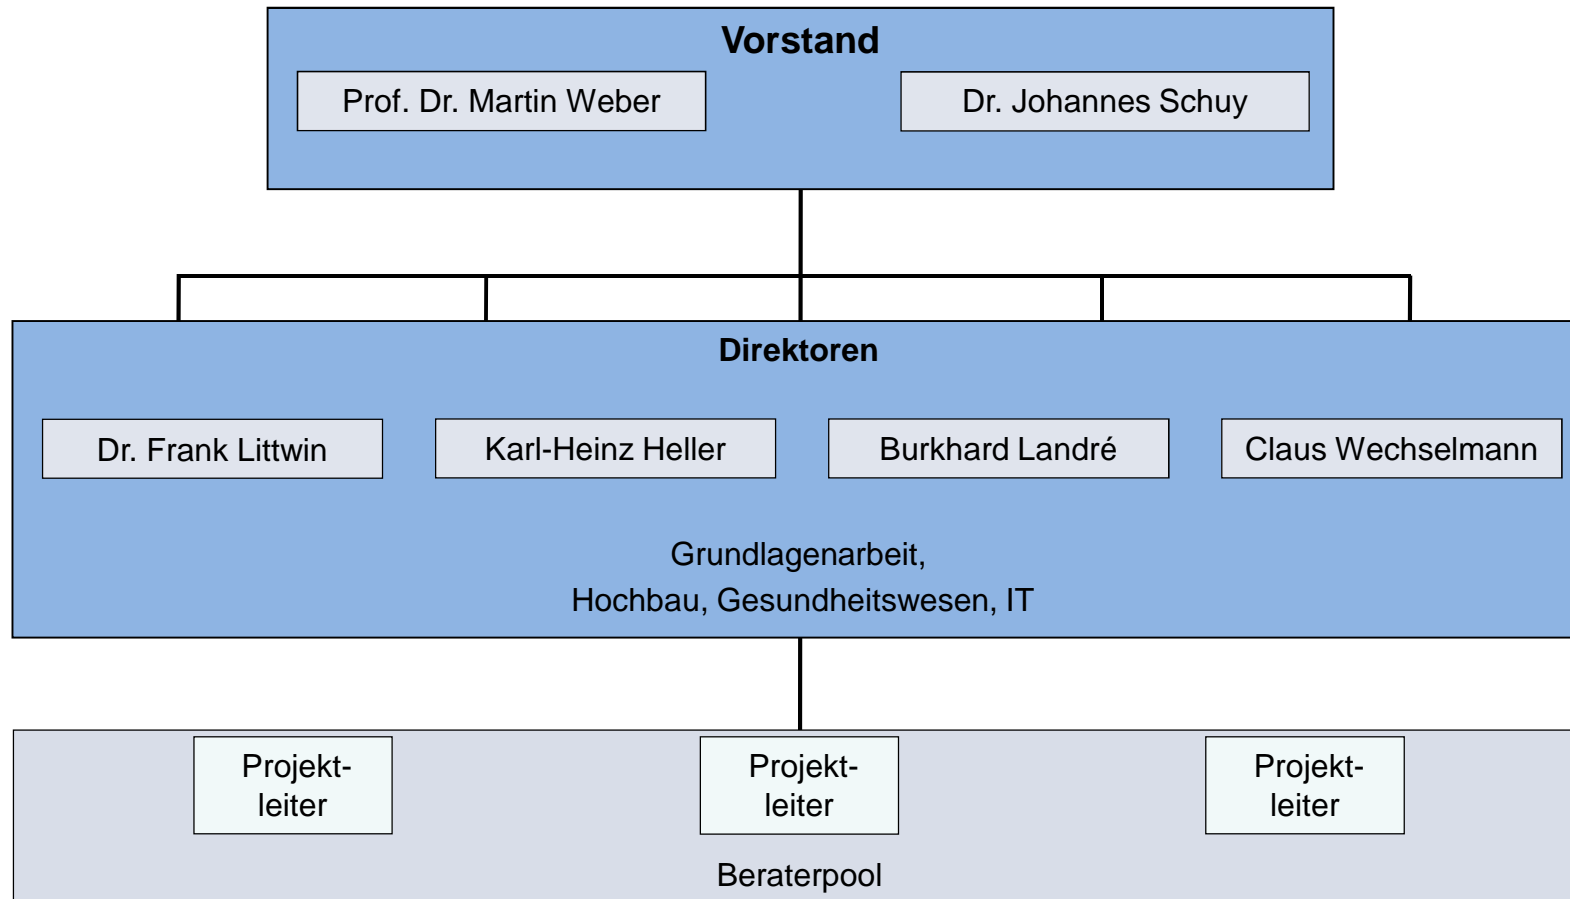 Vorstand
Prof. Dr. Martin Weber
Dr. Johannes Schuy
Direktoren
Dr. Frank Littwin
Karl-Heinz Heller
Burkhard Landré
Claus Wechselmann
Grundlagenarbeit,
Hochbau, Gesundheitswesen, IT
Projekt-
leiter
Projekt-
leiter
Projekt-
leiter
Beraterpool